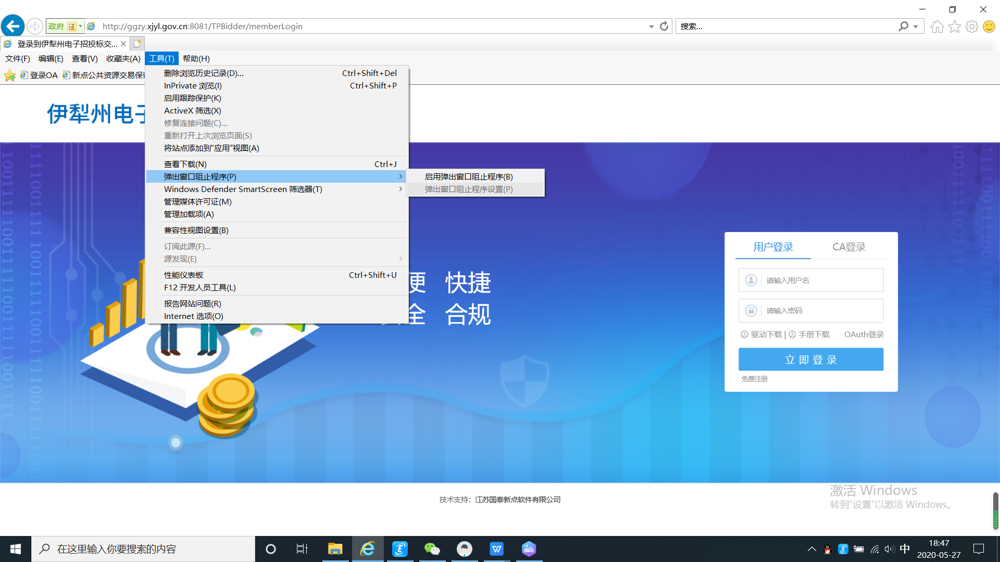 政府 证 http://ggzy.xjyl.gov.cn:8081/TPBidder/memberLogin 搜索...
登录到伊犁州电子招投标交...
文件(F) 编辑(E) 查看(V) 收藏夹(A) 工具(T) 帮助(H)
登录OA 新点公共资源交易保
伊犁州电子
删除浏览历史记录(D)... Ctrl+Shift+Del
InPrivate 浏览(I) Ctrl+Shift+P
启用跟踪保护(K)
ActiveX 筛选(X)
修复连接问题(C)...
重新打开上次浏览页面(S)
将站点添加到“应用”视图(A)
查看下载(N) Ctrl+J
弹出窗口阻止程序(P)
Windows Defender SmartScreen 筛选器(T)
管理媒体许可证(M)
管理加载项(A)
兼容性视图设置(B)
订阅此源(F)...
源发现(E)
性能仪表板 Ctrl+Shift+U
F12 开发人员工具(L)
报告网站问题(R)
Internet 选项(O)
启用弹出窗口阻止程序(B)
弹出窗口阻止程序设置(P)
便 快捷
全 合规
用户登录 CA登录
请输入用户名
请输入密码
驱动下载 | 手册下载 OAuth登录
立即登录
免费注册
技术支持：江苏国泰新点软件有限公司
激活 Windows
转到“设置”以激活 Windows。
在这里输入你要搜索的内容
中
18:47
2020-05-27